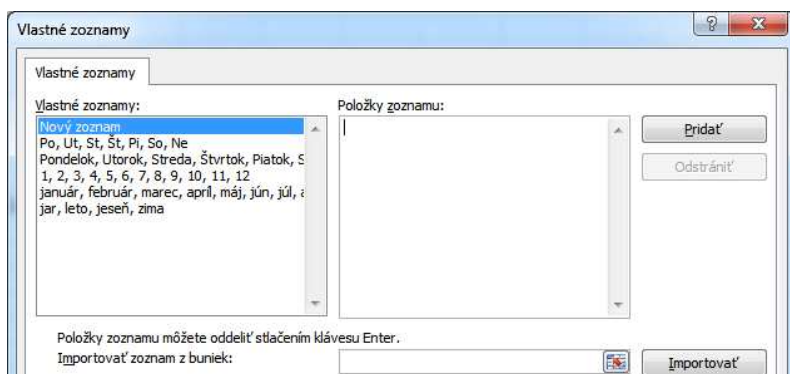 Vlastné zoznamy
Vlastné zoznamy
Vlastné zoznamy:
Nový zoznam
Po, Ut, St, Št, Pi, So, Ne
Pondelok, Utorok, Streda, Štvrtok, Piatok, S
1, 2, 3, 4, 5, 6, 7, 8, 9, 10, 11, 12
január, február, marec, apríl, máj, jún, júl, a
jar, leto, jeseň, zima
Položky zoznamu:
Pridať
Odstrániť
Položky zoznamu môžete oddeliť stlačením klávesu Enter.
Importovať zoznam z buniek:
Importovať